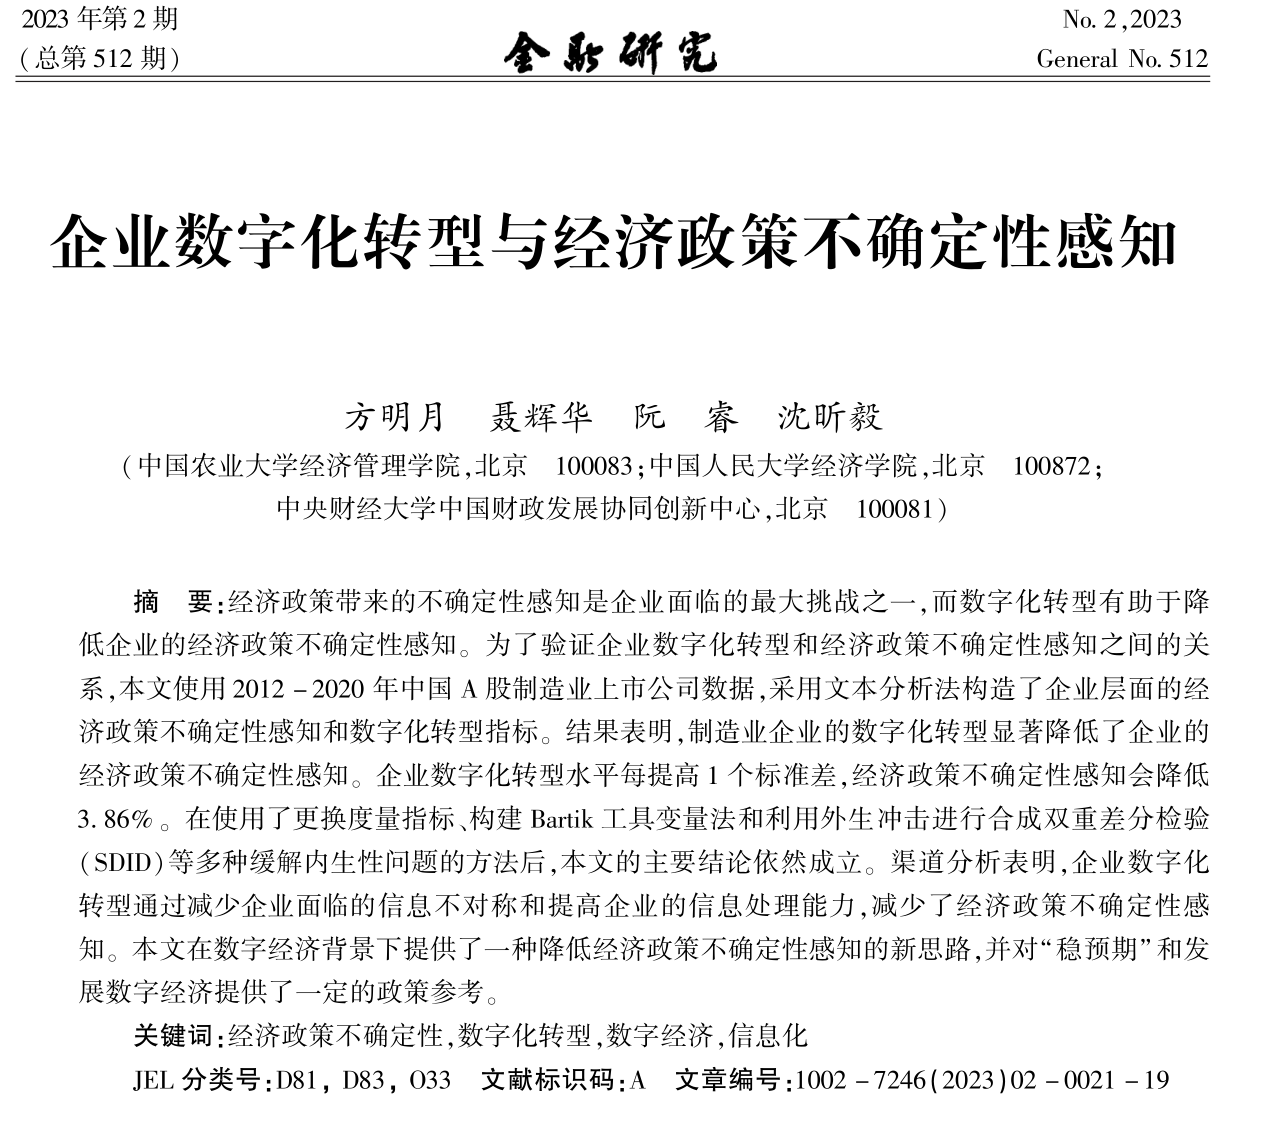 2023 年第 2 期
(总第 512 期)
金融研究
No. 2,2023
General No. 512
企业数字化转型与经济政策不确定性感知
方明月 聂辉华 阮 睿 沈昕毅
(中国农业大学经济管理学院,北京 100083;中国人民大学经济学院,北京 100872;
中央财经大学中国财政发展协同创新中心,北京 100081)
摘 要:经济政策带来的不确定性感知是企业面临的最大挑战之一,而数字化转型有助于降
低企业的经济政策不确定性感知。为了验证企业数字化转型和经济政策不确定性感知之间的关
系,本文使用 2012 – 2020 年中国 A 股制造业上市公司数据,采用文本分析法构造了企业层面的经
济政策不确定性感知和数字化转型指标。结果表明,制造业企业的数字化转型显著降低了企业的
经济政策不确定性感知。企业数字化转型水平每提高 1 个标准差,经济政策不确定性感知会降低
3. 86% 。在使用了更换度量指标、构建 Bartik 工具变量法和利用外生冲击进行合成双重差分检验
(SDID)等多种缓解内生性问题的方法后,本文的主要结论依然成立。渠道分析表明,企业数字化
转型通过减少企业面临的信息不对称和提高企业的信息处理能力,减少了经济政策不确定性感
知。本文在数字经济背景下提供了一种降低经济政策不确定性感知的新思路,并对“稳预期”和发
展数字经济提供了一定的政策参考。
关键词:经济政策不确定性,数字化转型,数字经济,信息化
JEL 分类号:D81, D83, O33 文献标识码:A 文章编号:1002 – 7246(2023)02 – 0021 – 19